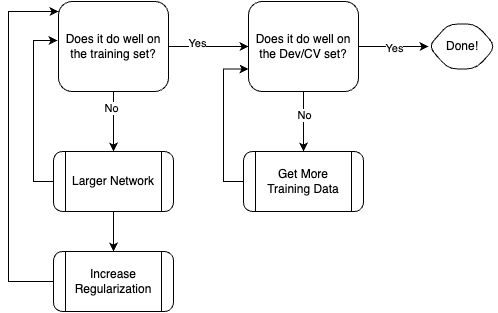 Does it do well on
the training set?
Yes
Does it do well on
the Dev/CV set?
Yes
Done!
No
No
Larger Network
Get More
Training Data
Increase
Regularization